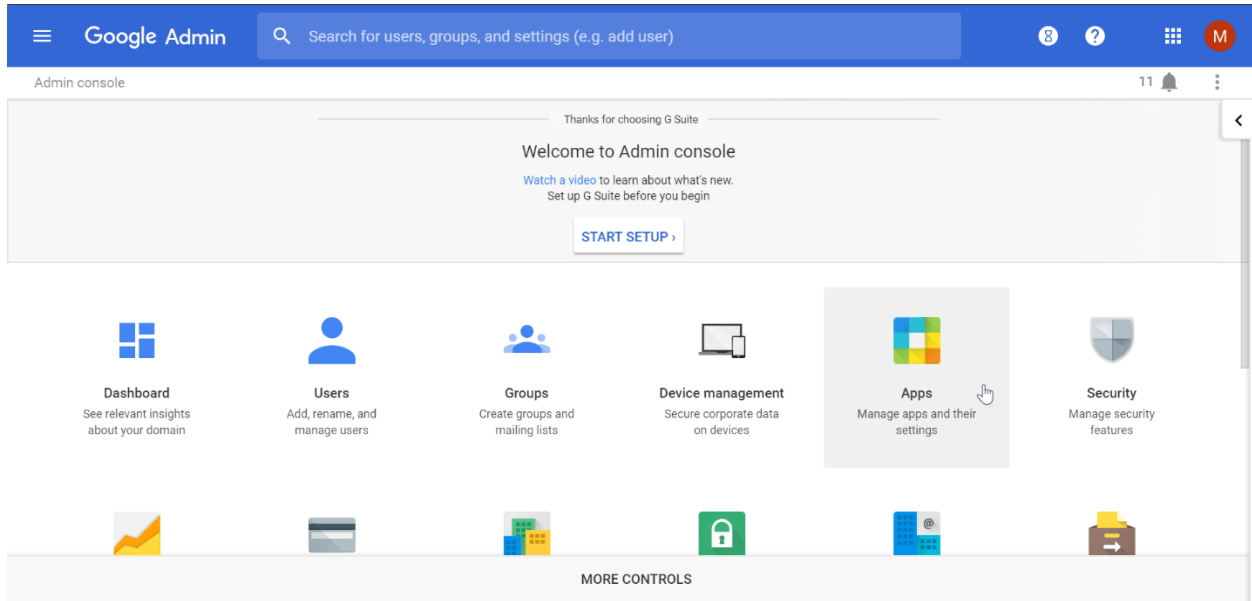 Google Admin
Search for users, groups, and settings (e.g. add user)
8
?
M
Admin console
11
Thanks for choosing G Suite
Welcome to Admin console
Watch a video to learn about what's new.
Set up G Suite before you begin
START SETUP ›
Dashboard
See relevant insights
about your domain
Users
Add, rename, and
manage users
Groups
Create groups and
mailing lists
Device management
Secure corporate data
on devices
Apps
Manage apps and their
settings
Security
Manage security
features
@
MORE CONTROLS